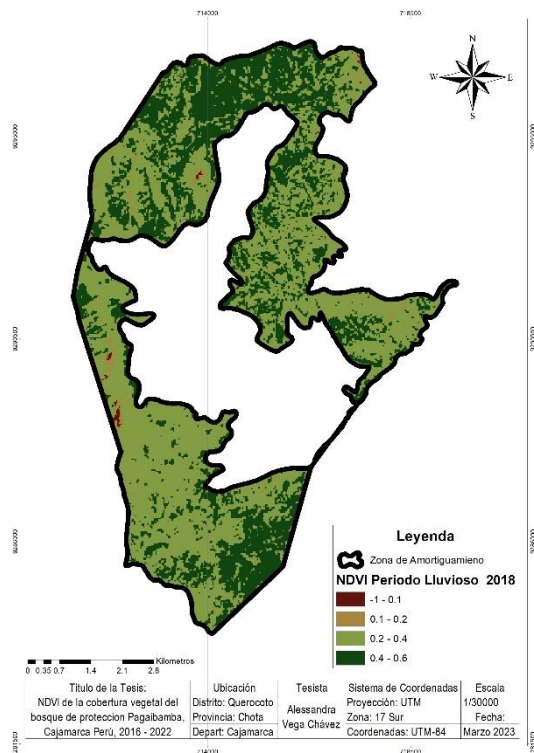 714000
718000
N
W E
S
Leyenda
Zona de Amortiguamieno
NDVI Periodo Lluvioso 2018
-1 - 0.1
0.1 - 0.2
0.2 - 0.4
0.4 - 0.6
Kilometros
0 0.35 0.7 1.4 2.1 2.8
Titulo de la Tesis:
NDVI de la cobertura vegetal del
bosque de proteccion Pagaibamba,
Cajamarca Perú, 2016 - 2022
Ubicación
Distrito: Querocoto
Provincia: Chota
Depart: Cajamarca
Tesista
Alessandra
Vega Chávez
Sistema de Coordenadas
Proyección: UTM
Zona: 17 Sur
Coordenadas: UTM-84
Escala
1/30000
Fecha:
Marzo 2023